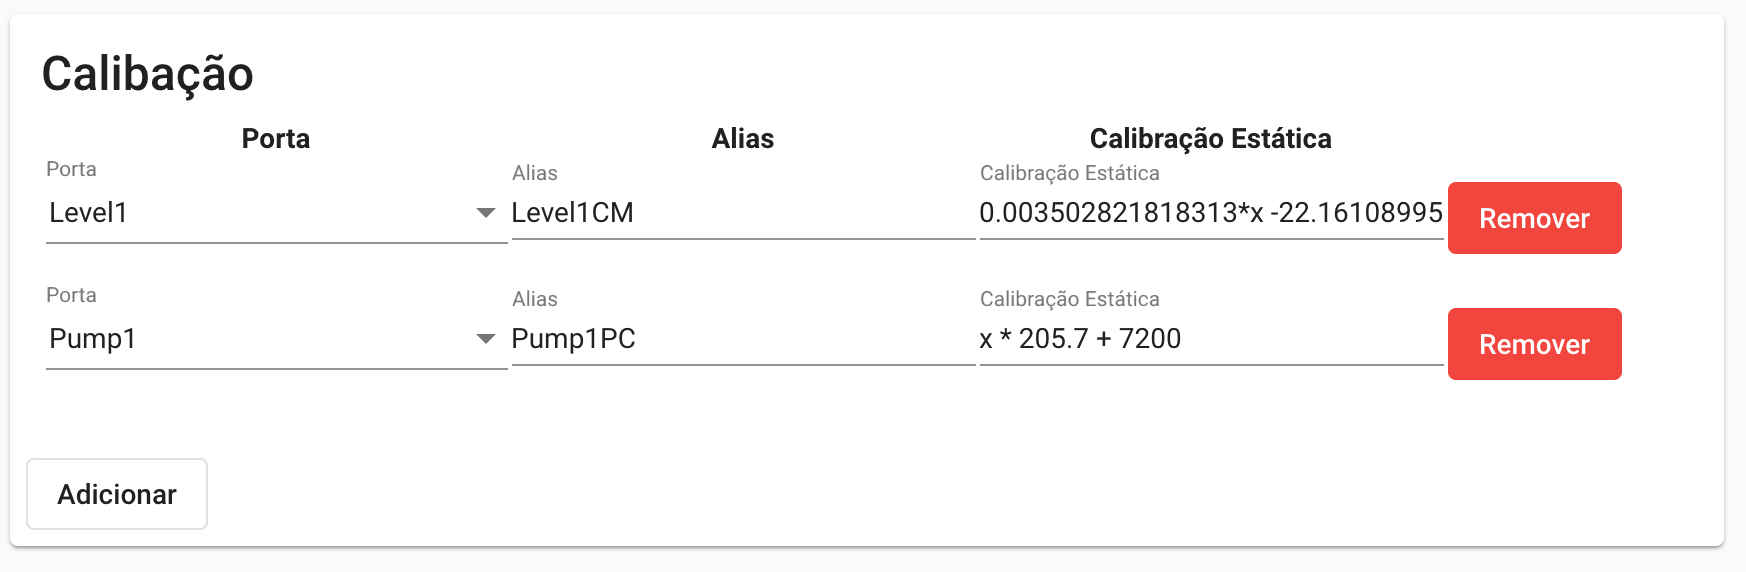 Calibação
Porta Alias Calibração Estática
Porta Alias Calibração Estática
Level1 Level1CM 0.003502821818313*x -22.16108995 Remover
Porta Alias Calibração Estática
Pump1 Pump1PC x * 205.7 + 7200 Remover
Adicionar